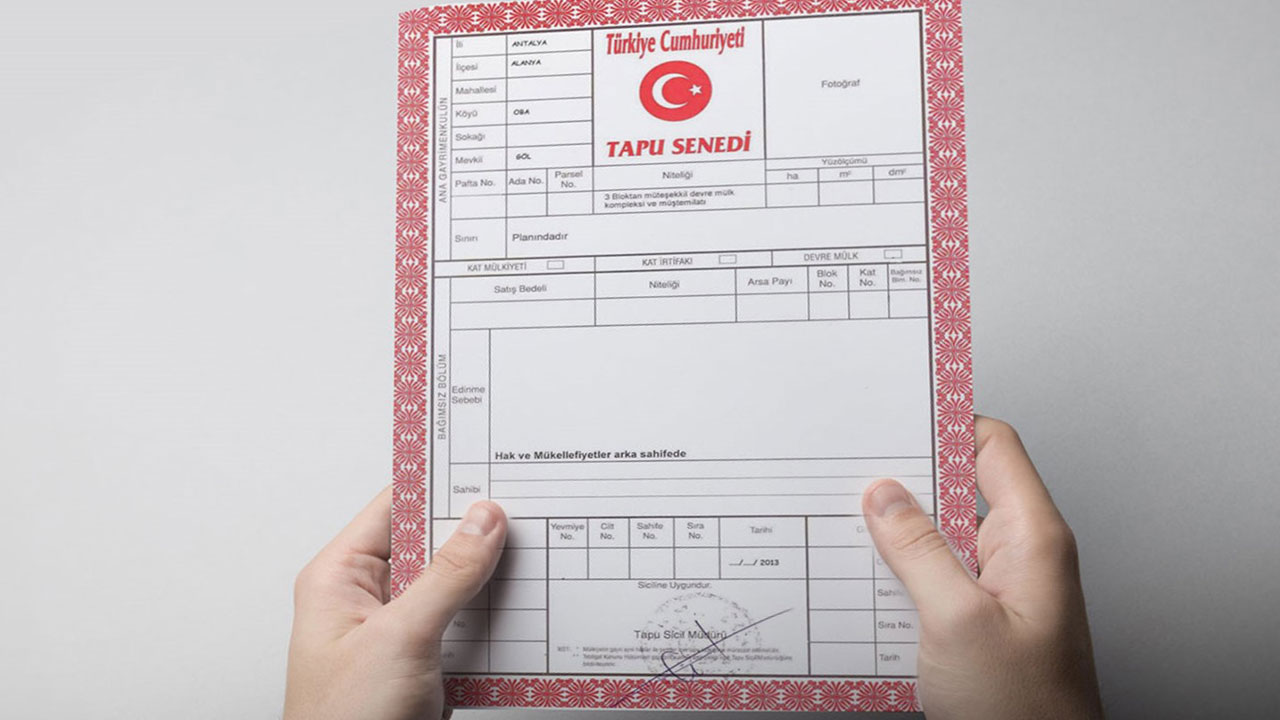 Türkiye Cumhuriyeti
TAPU SENEDİ
Fotoğraf
ANA GAYRİMENKULÜN
İli ANTALYA
İlçesi ALANYA
Mahallesi
Köyü OBA
Sokağı
Mevkii GÖL
Pafta No. Ada No. Parsel No.
Niteliği
3 Bloktan müteşekkil devre mülk
kompleksi ve müştemilatı
Yüzölçümü
ha m² dm²
Sınırı Planındadır
KAT MÜLKİYETİ KAT İRTİFAKI DEVRE MÜLK
BAĞIMSIZ BÖLÜM
Satış Bedeli Niteliği Arsa Payı Blok No. Kat No. Bağımsız Blm. No.
Edinme
Sebebi
Hak ve Mükellefiyetler arka sahifede
Sahibi
Yevmiye No. Cilt No. Sahife No. Sıra No. Tarihi
.../.../ 2013
Siciline Uygundur.
Tapu Sicil Müdürü
No.
Sıra No.
Tarih